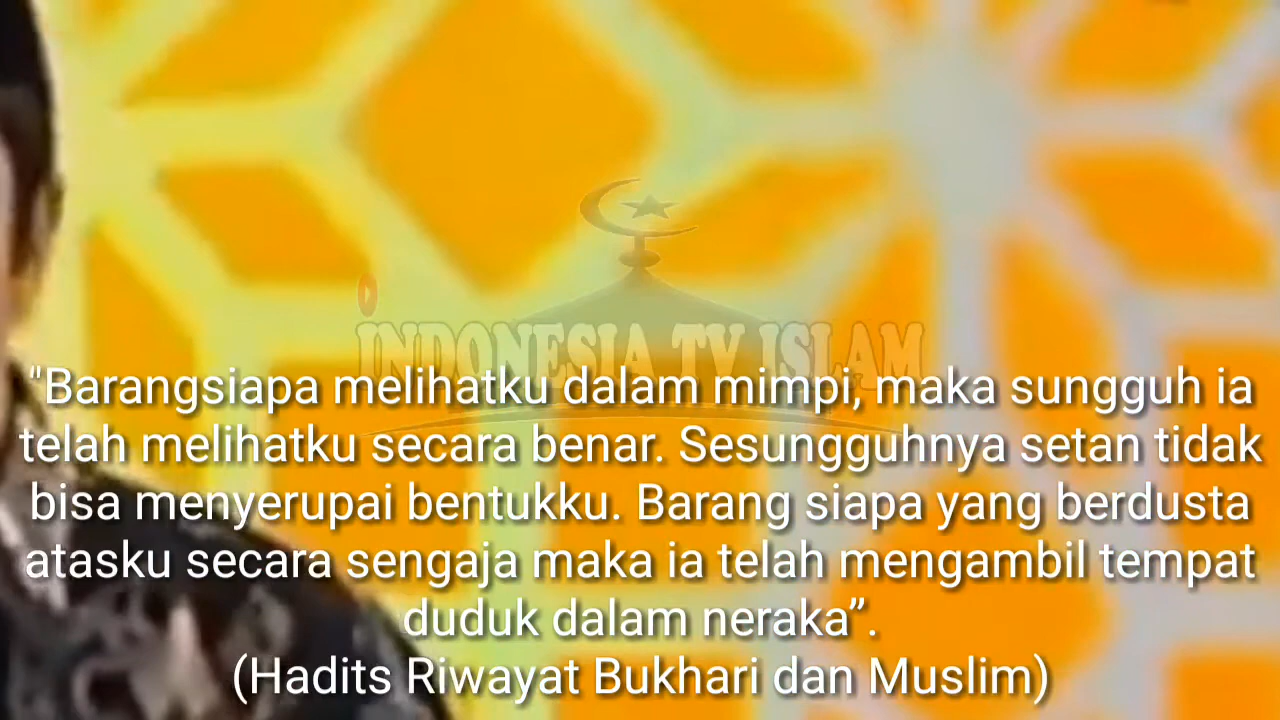 INDONESIA TV ISLAM
"Barangsiapa melihatku dalam mimpi, maka sungguh ia
telah melihatku secara benar. Sesungguhnya setan tidak
bisa menyerupai bentukku. Barang siapa yang berdusta
atasku secara sengaja maka ia telah mengambil tempat
duduk dalam neraka”.
(Hadits Riwayat Bukhari dan Muslim)